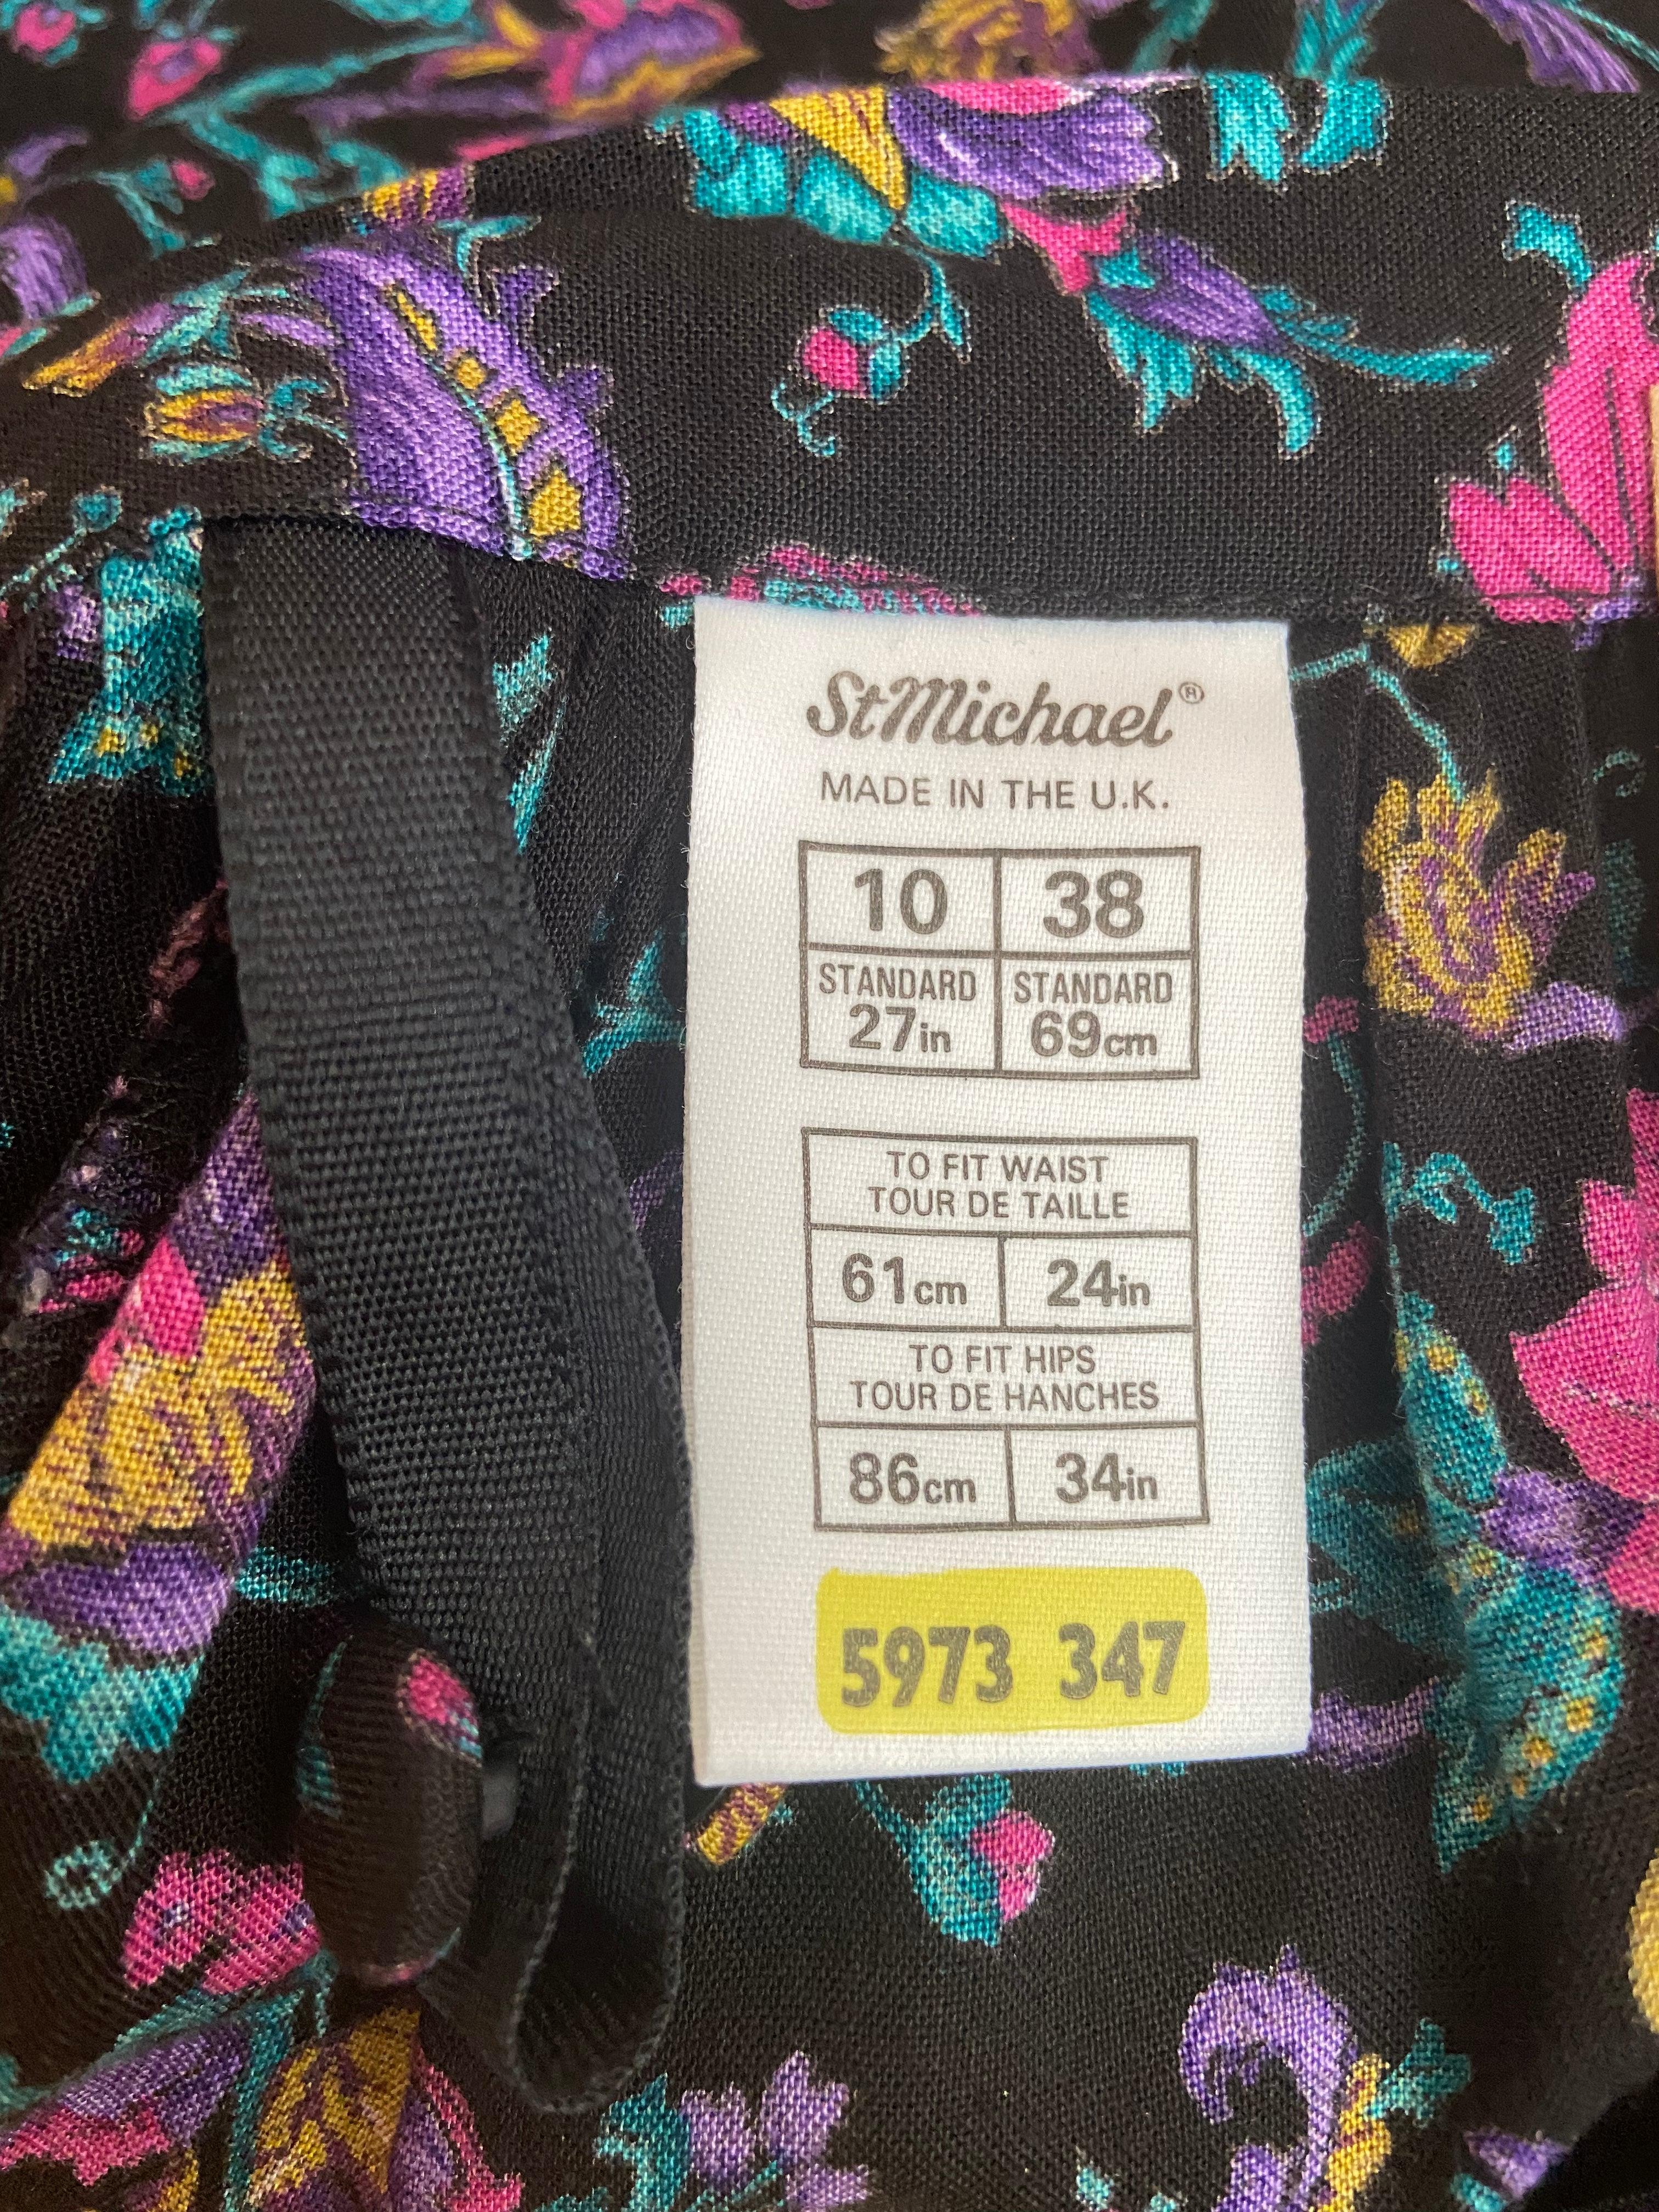 StMichael®
MADE IN THE U.K.
10 38
STANDARD STANDARD
27in 69cm
TO FIT WAIST
TOUR DE TAILLE
61cm 24in
TO FIT HIPS
TOUR DE HANCHES
86cm 34in
5973 347